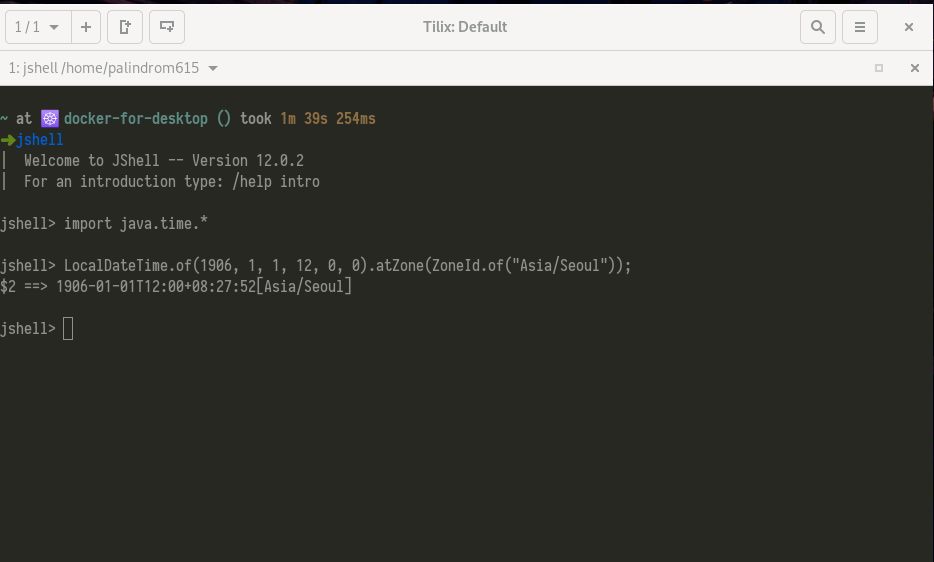 1 / 1
Tilix: Default
1: jshell /home/palindrom615
~ at ⎈ docker-for-desktop () took 1m 39s 254ms
➜jshell
|  Welcome to JShell -- Version 12.0.2
|  For an introduction type: /help intro
jshell> import java.time.*
jshell> LocalDateTime.of(1906, 1, 1, 12, 0, 0).atZone(ZoneId.of("Asia/Seoul"));
$2 ==> 1906-01-01T12:00+08:27:52[Asia/Seoul]
jshell>